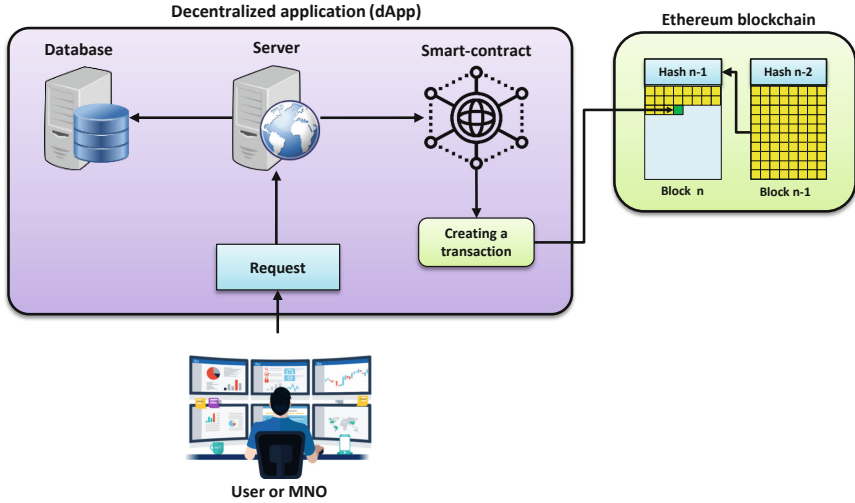 Decentralized application (dApp)
Ethereum blockchain
Database
Server
Smart-contract
Hash n-1
Hash n-2
Block n
Block n-1
Creating a
transaction
Request
User or MNO